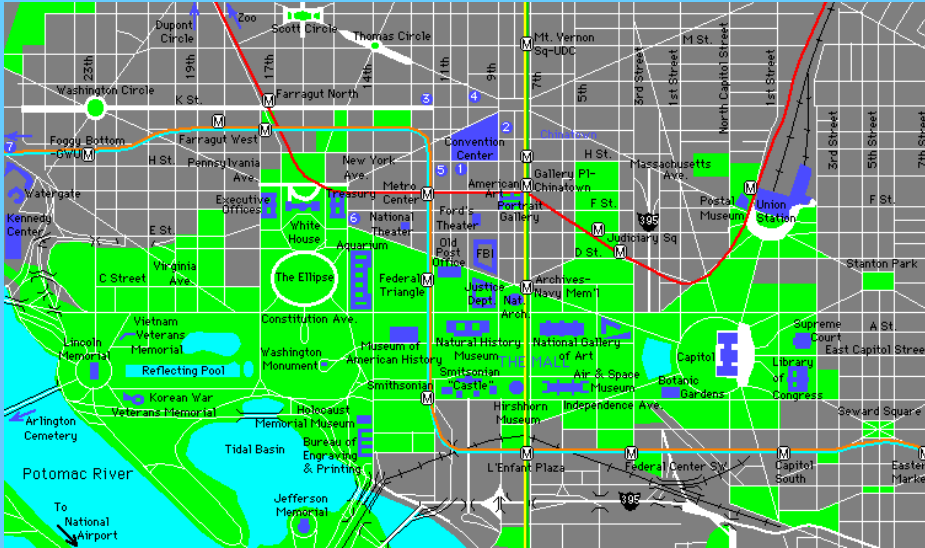 Zoo
Dupont
Circle
Scott Circle
Thomas Circle
Mt. Vernon
Sq-UDC
M St.
23th
19th
17th
14th
11th
9th
7th
5th
3rd Street
1st Street
North Capitol Street
1st Street
3rd Street
5th Street
7th St
Washington Circle
K St.
Farragut North
3
4
2
7
Foggy Bottom
-GWU
Farragut West
Convention
Center
Chinatown
H St.
Pennsylvania
Ave.
New York
Ave.
5
1
H St.
Massachusetts
Ave.
Gallery Pl-
Chinatown
Watergate
Executive
Offices
Treasury
Metro
Center
American
Art
Portrait
Gallery
F St.
395
Postal
Museum
Union
Station
F St.
Kennedy
Center
E St.
White
House
6
National
Theater
Ford's
Theater
Judiciary Sq
Aquarium
Old
Post
Office
FBI
D St.
Stanton Park
Virginia
Ave.
C Street
The Ellipse
Federal
Triangle
Justice
Dept.
Nat.
Arch.
Archives-
Navy Mem'l
Constitution Ave.
Vietnam
Veterans
Memorial
Lincoln
Memorial
Reflecting Pool
Washington
Monument
Museum of
American History
Natural History
Museum
National Gallery
of Art
THE MALL
Capitol
Supreme
Court
A St.
East Capitol Street
Library
of
Congress
Smithsonian
Smitsonian
"Castle"
Air & Space
Museum
Botanic
Gardens
Korean War
Veterans Memorial
Hirshhorn
Museum
Independence Ave.
Seward Square
Arlington
Cemetery
Holocaust
Memorial Museum
Tidal Basin
Bureau of
Engraving
& Printing
L'Enfant Plaza
Federal Center SW
Capitol
South
Easter
Marke
Potomac River
Jefferson
Memorial
395
To
National
Airport